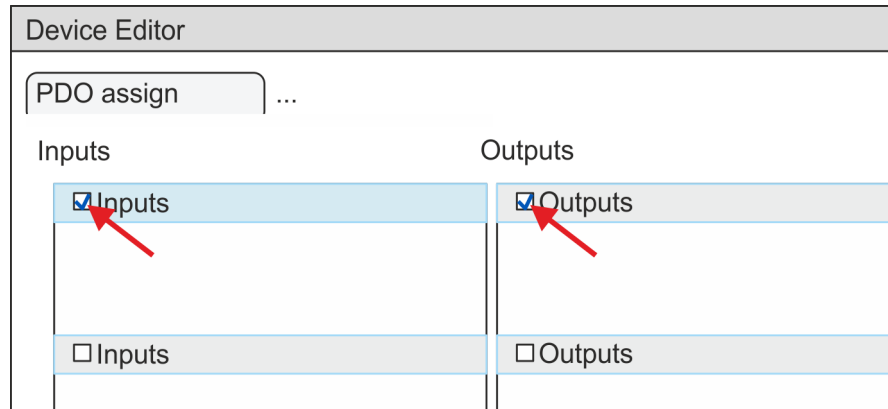 Device Editor
PDO assign ...
Inputs Outputs
Inputs Outputs
Inputs Outputs